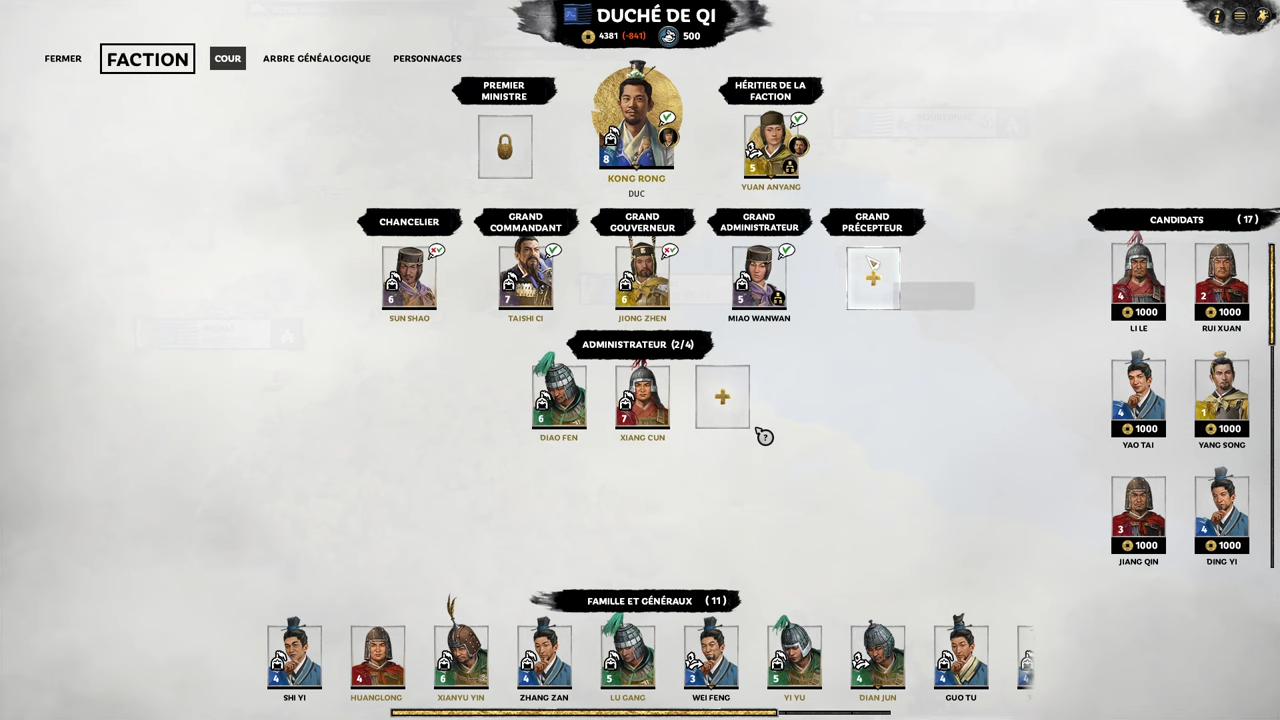 DUCHÉ DE QI
4381 (-841) 500
FERMER FACTION COUR ARBRE GÉNÉALOGIQUE PERSONNAGES
PREMIER
MINISTRE
8
KONG RONG
DUC
HÉRITIER DE LA
FACTION
5
YUAN ANYANG
CHANCELIER
6
SUN SHAO
GRAND
COMMANDANT
7
TAISHI CI
GRAND
GOUVERNEUR
6
JIONG ZHEN
GRAND
ADMINISTRATEUR
5
MIAO WANWAN
GRAND
PRÉCEPTEUR
ADMINISTRATEUR (2/4)
6
DIAO FEN
7
XIANG CUN
?
CANDIDATS (17)
4
1000
LI LE
2
1000
RUI XUAN
4
1000
YAO TAI
1
1000
YANG SONG
3
1000
JIANG QIN
4
1000
DING YI
FAMILLE ET GÉNÉRAUX (11)
4
SHI YI
4
HUANGLONG
6
XIANYU YIN
4
ZHANG ZAN
5
LU GANG
3
WEI FENG
5
YI YU
4
DIAN JUN
4
GUO TU
4